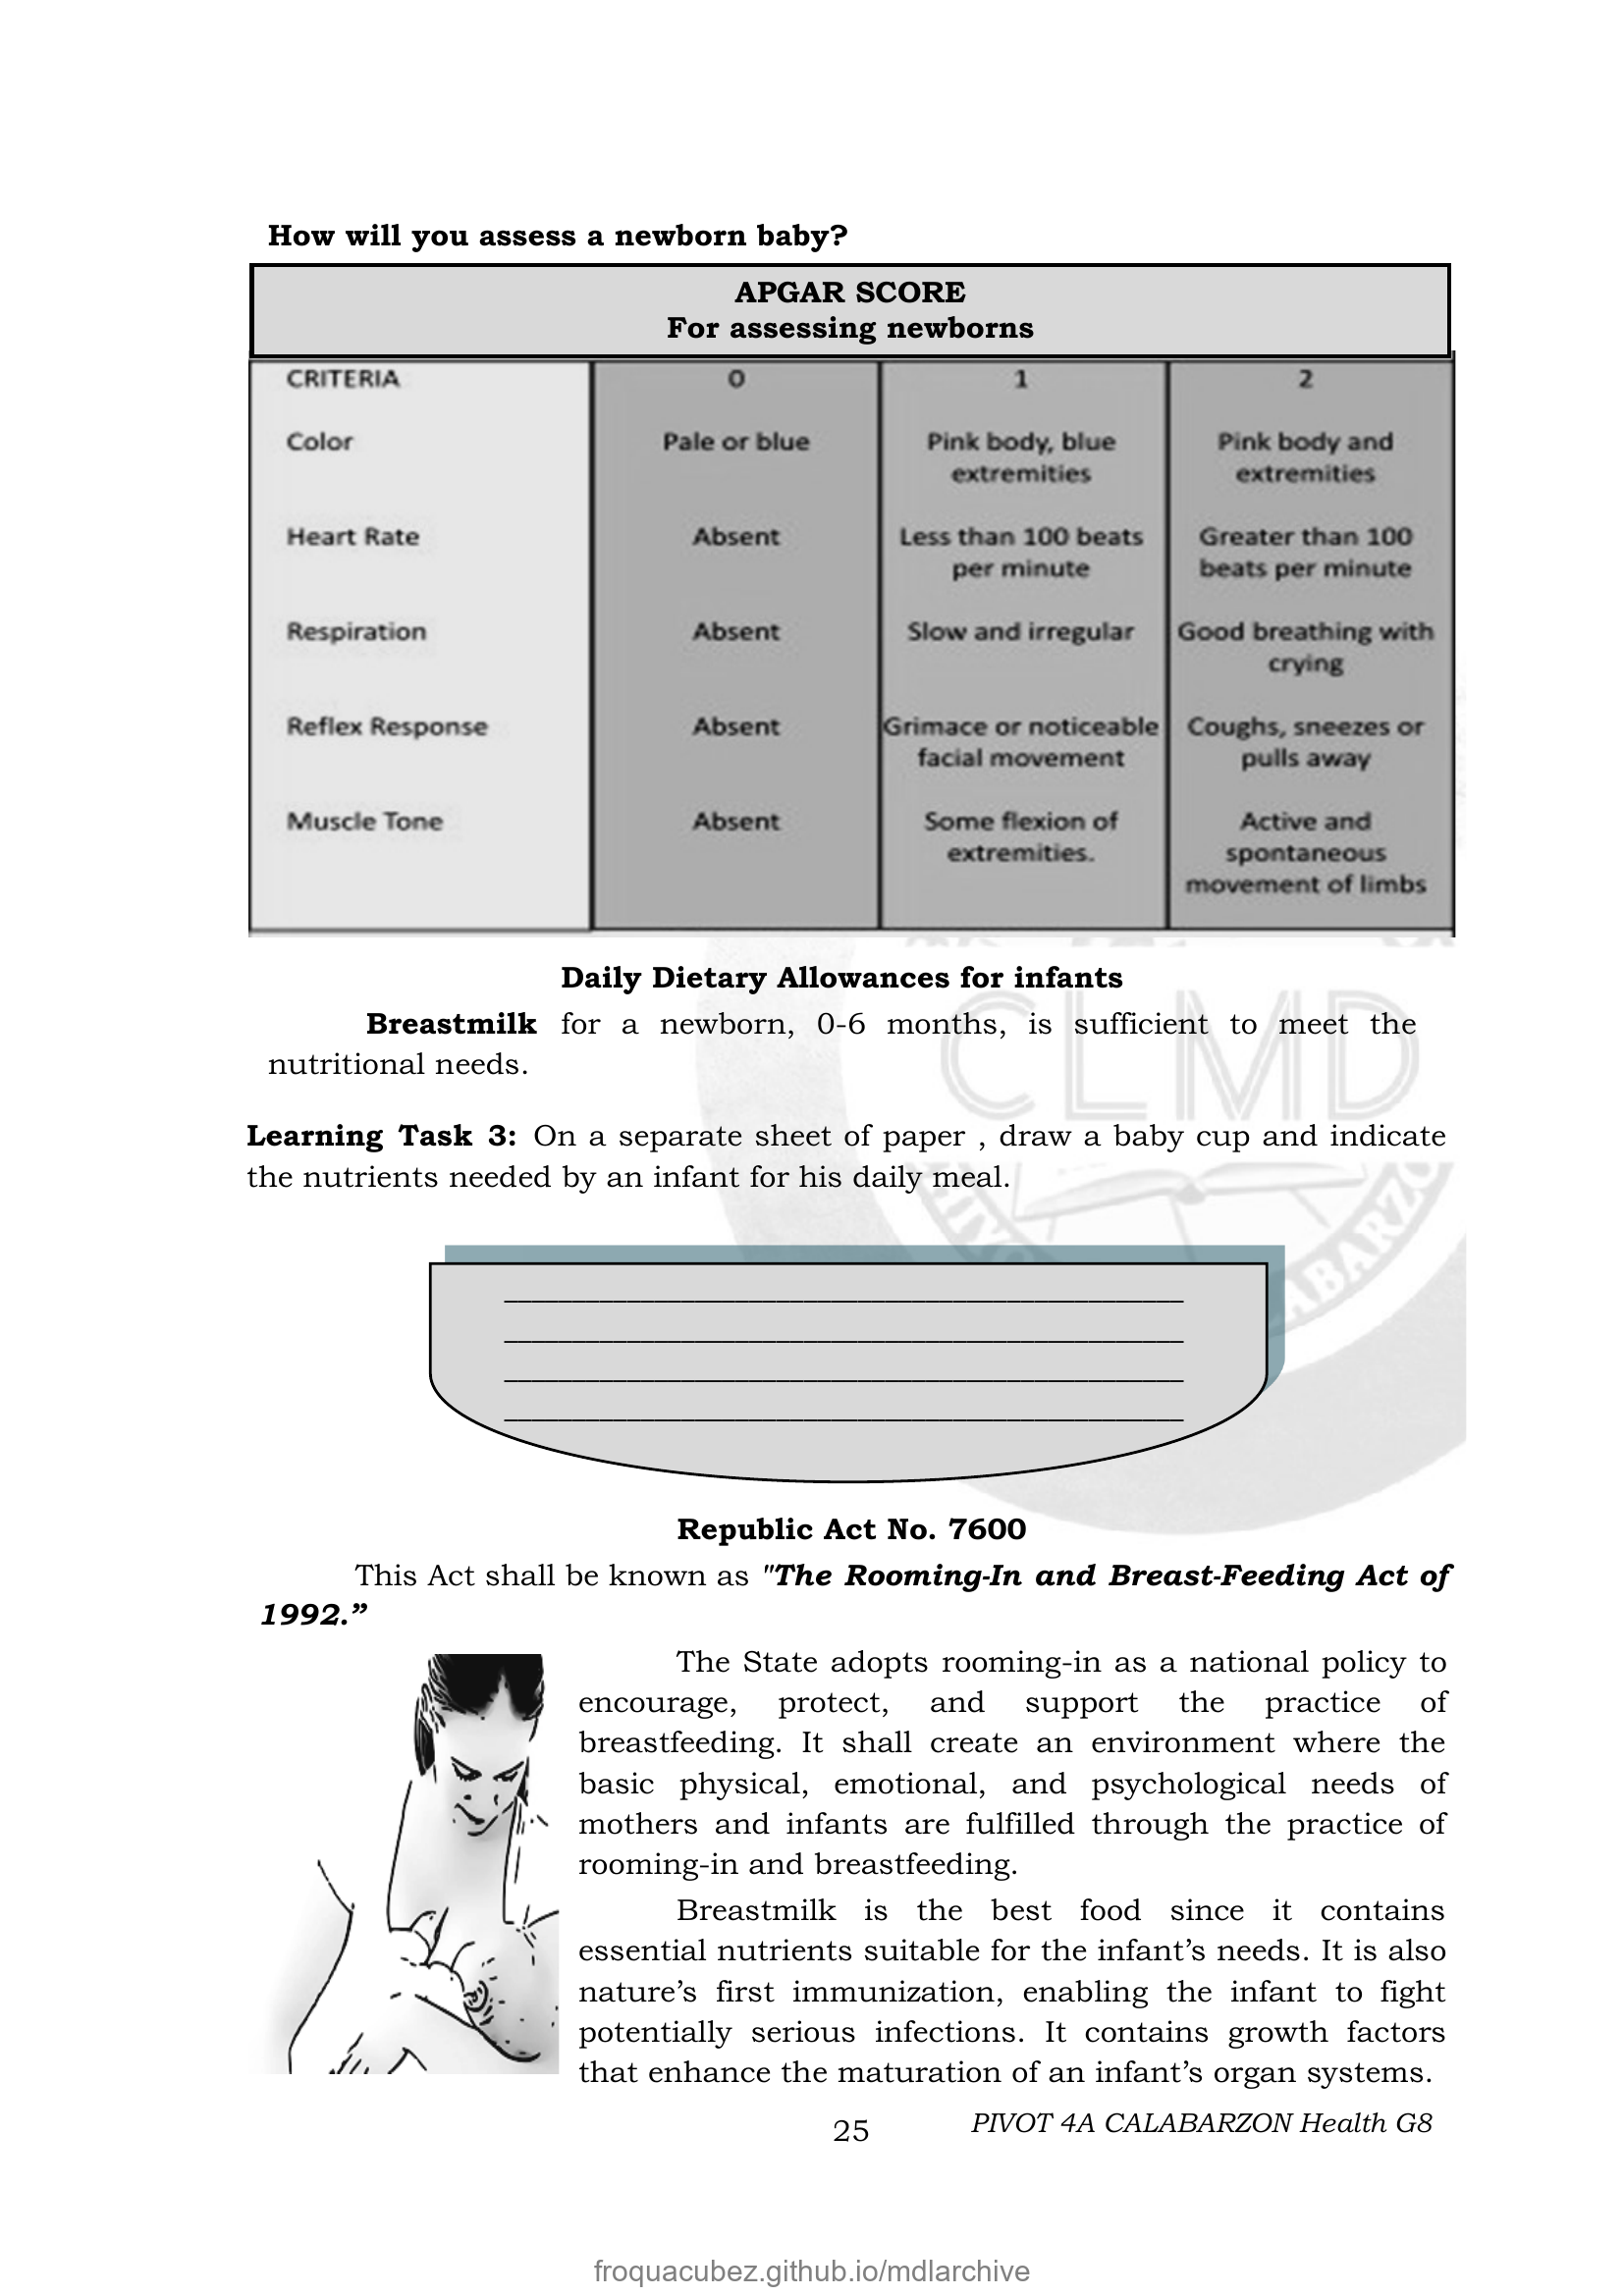 How will you assess a newborn baby?
APGAR SCORE
For assessing newborns
CRITERIA 0 1 2
Color Pale or blue Pink body, blue extremities Pink body and extremities
Heart Rate Absent Less than 100 beats per minute Greater than 100 beats per minute
Respiration Absent Slow and irregular Good breathing with crying
Reflex Response Absent Grimace or noticeable facial movement Coughs, sneezes or pulls away
Muscle Tone Absent Some flexion of extremities. Active and spontaneous movement of limbs
Daily Dietary Allowances for infants
Breastmilk for a newborn, 0-6 months, is sufficient to meet the
nutritional needs.
CLMD
Learning Task 3: On a separate sheet of paper , draw a baby cup and indicate
the nutrients needed by an infant for his daily meal.
Republic Act No. 7600
This Act shall be known as "The Rooming-In and Breast-Feeding Act of
1992.”
The State adopts rooming-in as a national policy to
encourage, protect, and support the practice of
breastfeeding. It shall create an environment where the
basic physical, emotional, and psychological needs of
mothers and infants are fulfilled through the practice of
rooming-in and breastfeeding.
Breastmilk is the best food since it contains
essential nutrients suitable for the infant’s needs. It is also
nature’s first immunization, enabling the infant to fight
potentially serious infections. It contains growth factors
that enhance the maturation of an infant’s organ systems.
25 PIVOT 4A CALABARZON Health G8
froquacubez.github.io/mdlarchive